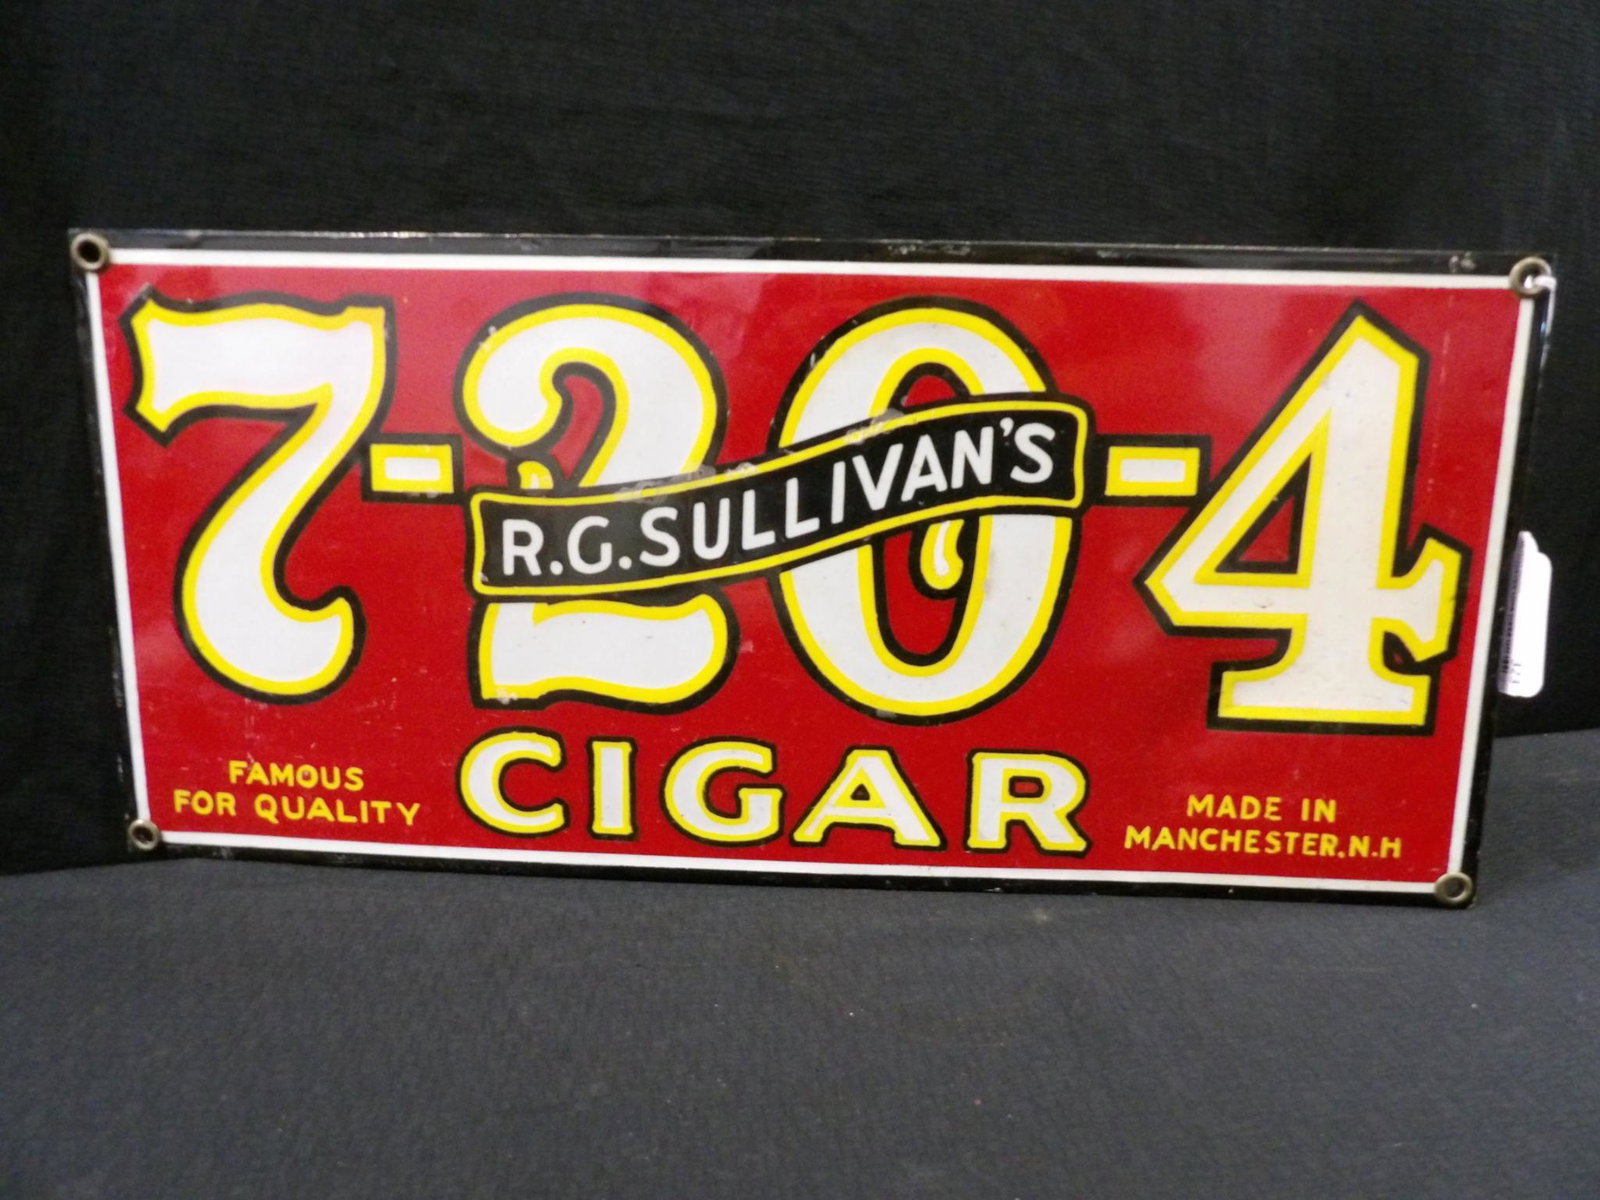 7-20-4
R.G. SULLIVAN'S
CIGAR
FAMOUS
FOR QUALITY
MADE IN
MANCHESTER, N.H